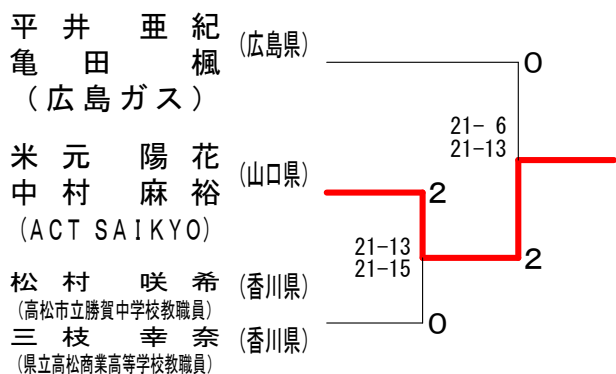 平井 亜紀 (広島県)
亀田 楓
(広島ガス)
0
21- 6
21-13
米元 陽花 (山口県)
中村 麻裕
(ACT SAIKYO)
2
21-13
21-15
2
松村 咲希 (香川県)
(高松市立勝賀中学校教職員)
0
三枝 幸奈 (香川県)
(県立高松商業高等学校教職員)